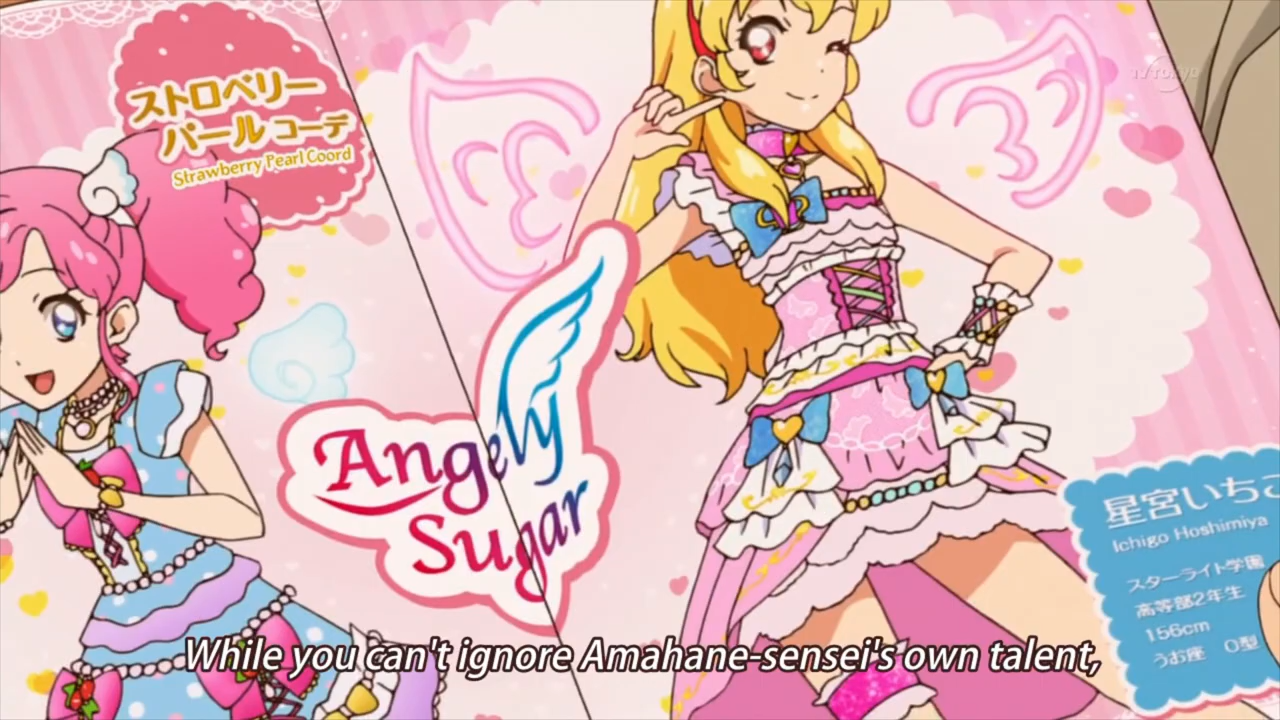 ストロベリー
パール コーデ
Strawberry Pearl Coord
TV TOKYO
Angely
Sugar
星宮いちご
Ichigo Hoshimiya
スターライト学園
高等部2年生
156cm
うお座 O型
While you can't ignore Amahane-sensei's own talent,